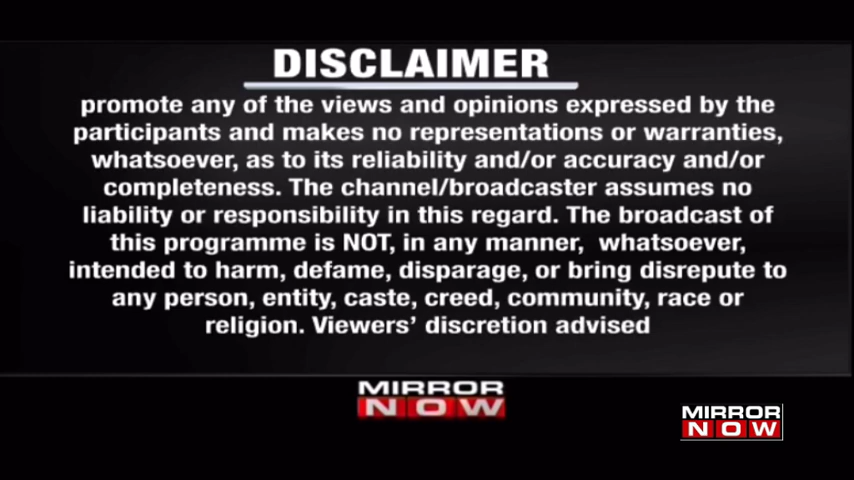 DISCLAIMER
promote any of the views and opinions expressed by the
participants and makes no representations or warranties,
whatsoever, as to its reliability and/or accuracy and/or
completeness. The channel/broadcaster assumes no
liability or responsibility in this regard. The broadcast of
this programme is NOT, in any manner, whatsoever,
intended to harm, defame, disparage, or bring disrepute to
any person, entity, caste, creed, community, race or
religion. Viewers’ discretion advised
MIRROR
NOW
MIRROR
NOW